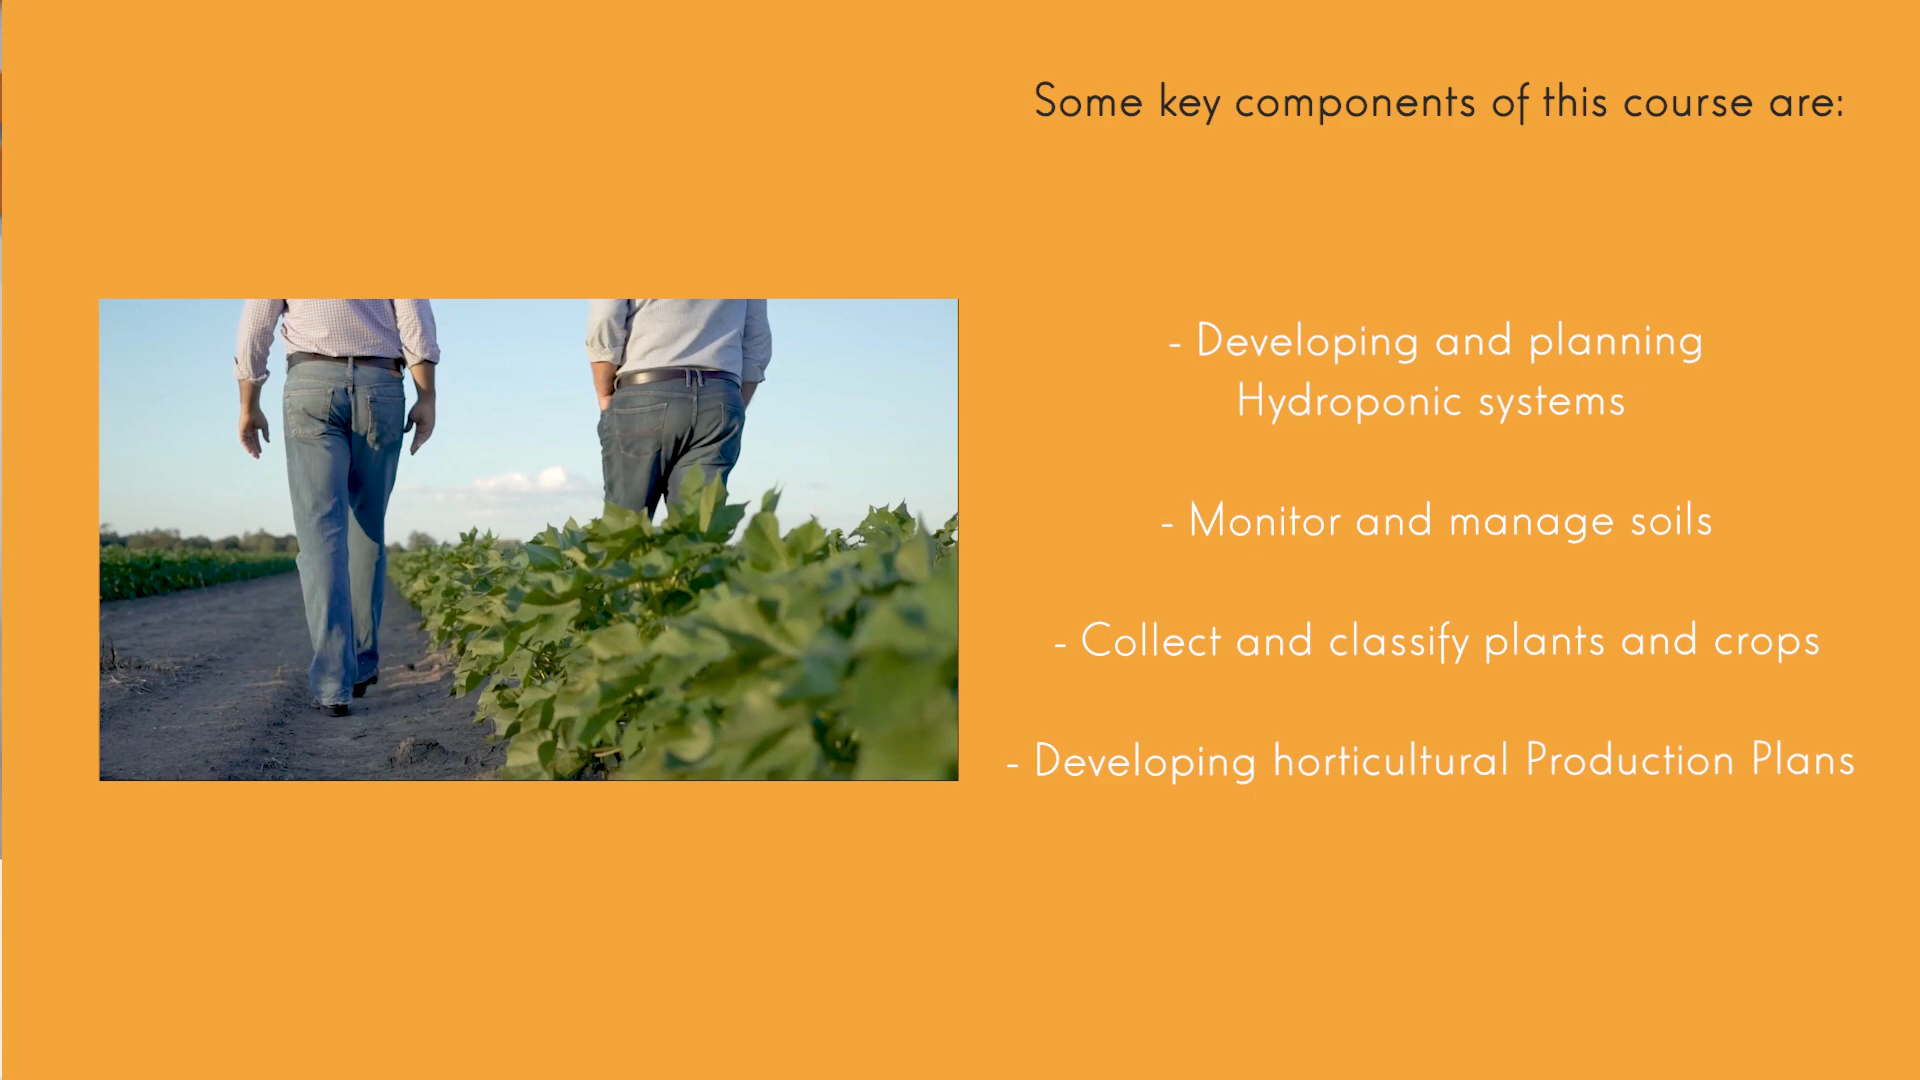 Some key components of this course are:
- Developing and planning
Hydroponic systems
- Monitor and manage soils
- Collect and classify plants and crops
- Developing horticultural Production Plans